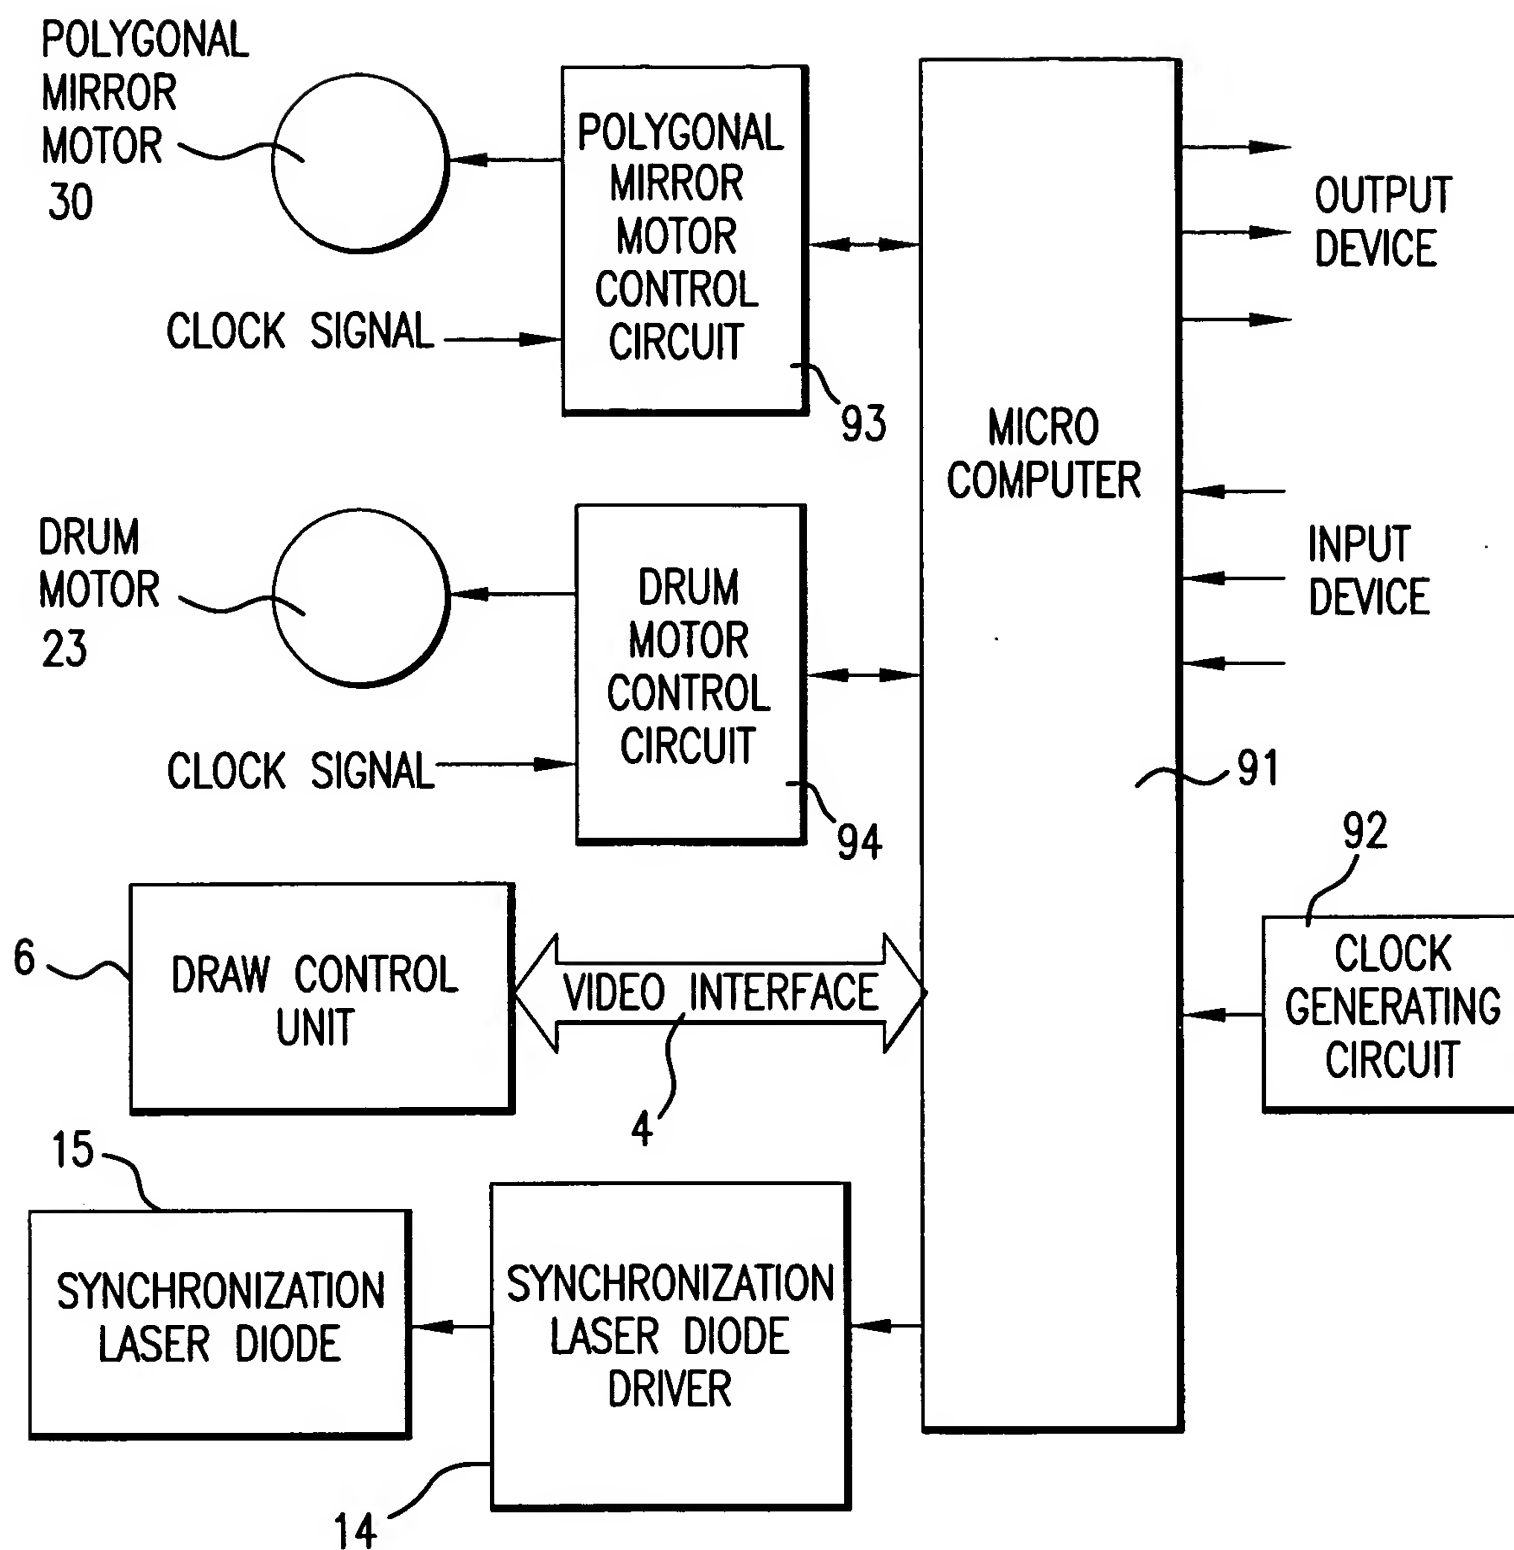 POLYGONAL
MIRROR
MOTOR
30
POLYGONAL
MIRROR
MOTOR
CONTROL
CIRCUIT
CLOCK SIGNAL
93
MICRO
COMPUTER
OUTPUT
DEVICE
INPUT
DEVICE
DRUM
MOTOR
23
DRUM
MOTOR
CONTROL
CIRCUIT
CLOCK SIGNAL
94
91
92
CLOCK
GENERATING
CIRCUIT
6
DRAW CONTROL
UNIT
VIDEO INTERFACE
4
15
SYNCHRONIZATION
LASER DIODE
SYNCHRONIZATION
LASER DIODE
DRIVER
14